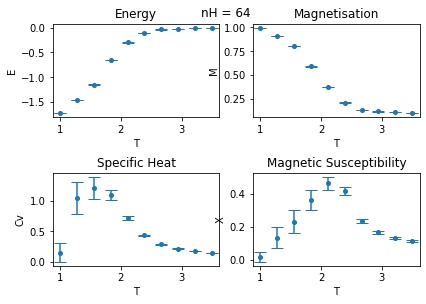 nH = 64
Energy
0.0
−0.5
−1.0
−1.5
E
1
2
3
T
Magnetisation
1.00
0.75
0.50
0.25
M
1
2
3
T
Specific Heat
1.0
0.5
0.0
Cv
1
2
3
T
Magnetic Susceptibility
0.4
0.2
0.0
X
1
2
3
T